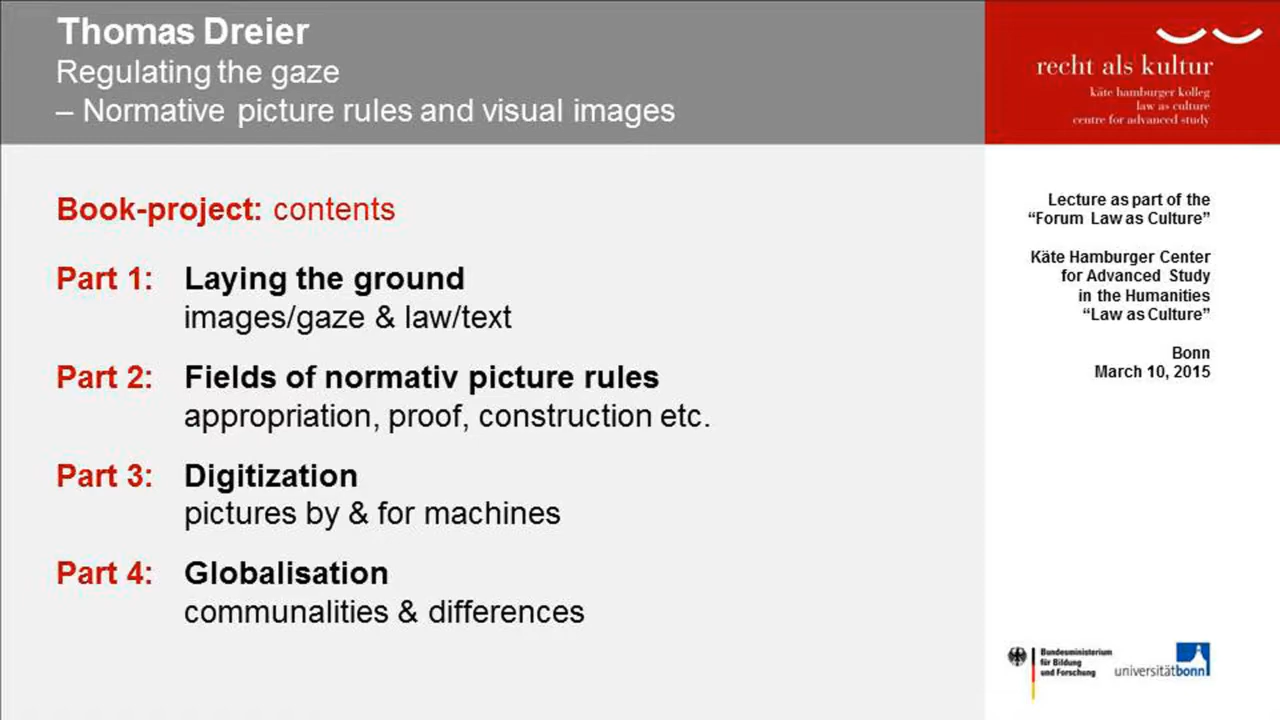 Thomas Dreier
Regulating the gaze
– Normative picture rules and visual images
recht als kultur
käte hamburger kolleg
law as culture
centre for advanced study
Book-project: contents
Part 1: Laying the ground
images/gaze & law/text
Part 2: Fields of normativ picture rules
appropriation, proof, construction etc.
Part 3: Digitization
pictures by & for machines
Part 4: Globalisation
communalities & differences
Lecture as part of the
“Forum Law as Culture”
Käte Hamburger Center
for Advanced Study
in the Humanities
“Law as Culture”
Bonn
March 10, 2015
Bundesministerium
für Bildung
und Forschung
universitätbonn